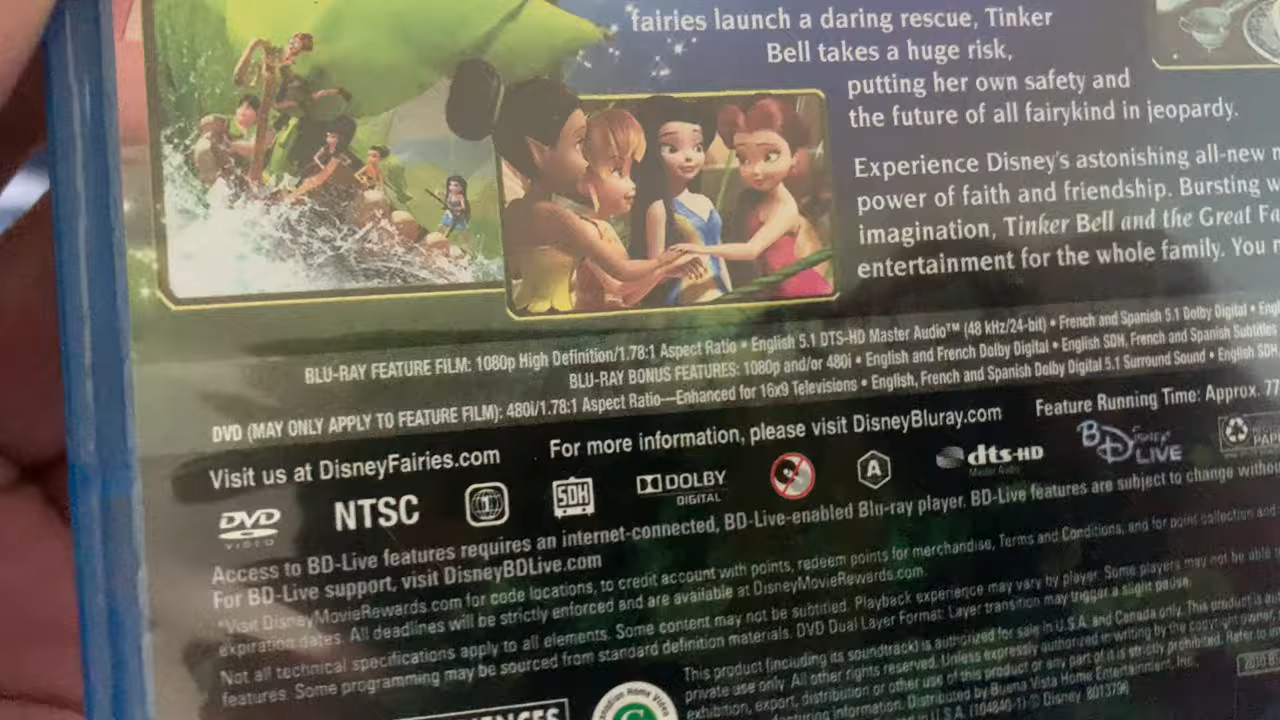 fairies launch a daring rescue, Tinker
Bell takes a huge risk,
putting her own safety and
the future of all fairykind in jeopardy.
Experience Disney's astonishing all-new
power of faith and friendship. Bursting
imagination, Tinker Bell and the Great
entertainment for the whole family. You
BLU-RAY FEATURE FILM: 1080p High Definition/1.78:1 Aspect Ratio • English 5.1 DTS-HD Master Audio™ (48 kHz/24-bit) • French and Spanish 5.1 Dolby Digital •
BLU-RAY BONUS FEATURES: 1080p and/or 480i • English and French Dolby Digital • English SDH, French and Spanish Subtitles
DVD (MAY ONLY APPLY TO FEATURE FILM): 480i/1.78:1 Aspect Ratio—Enhanced for 16x9 Televisions • English, French and Spanish Dolby Digital 5.1 Surround Sound • English SDH
Visit us at DisneyFairies.com
For more information, please visit DisneyBluray.com
Feature Running Time: Approx. 77
DVD VIDEO
NTSC
1
SDH
DOLBY DIGITAL
A
dts-HD Master Audio
BD Disney LIVE
Access to BD-Live features requires an internet-connected, BD-Live-enabled Blu-ray player. BD-Live features are subject to change
For BD-Live support, visit DisneyBDLive.com
*Visit DisneyMovieRewards.com for code locations, to credit account with points, redeem points for merchandise, Terms and Conditions, and for point collection and
expiration dates. All deadlines will be strictly enforced and are available at DisneyMovieRewards.com.
Not all technical specifications apply to all elements. Some content may not be subtitled. Playback experience may vary by player. Some players may not be able
features. Some programming may be sourced from standard definition materials. DVD Dual Layer Format: Layer transition may trigger a slight pause.
This product (including its soundtrack) is authorized for sale in U.S.A. and Canada only. This product is
private use only. All other rights reserved. Unless expressly authorized in writing by the copyright owner
exhibition, export, distribution or other use of this product or any part of it is strictly prohibited. Refer to
information. Distributed by Buena Vista Home Entertainment, Inc.,
in U.S.A. (104840-1) © Disney